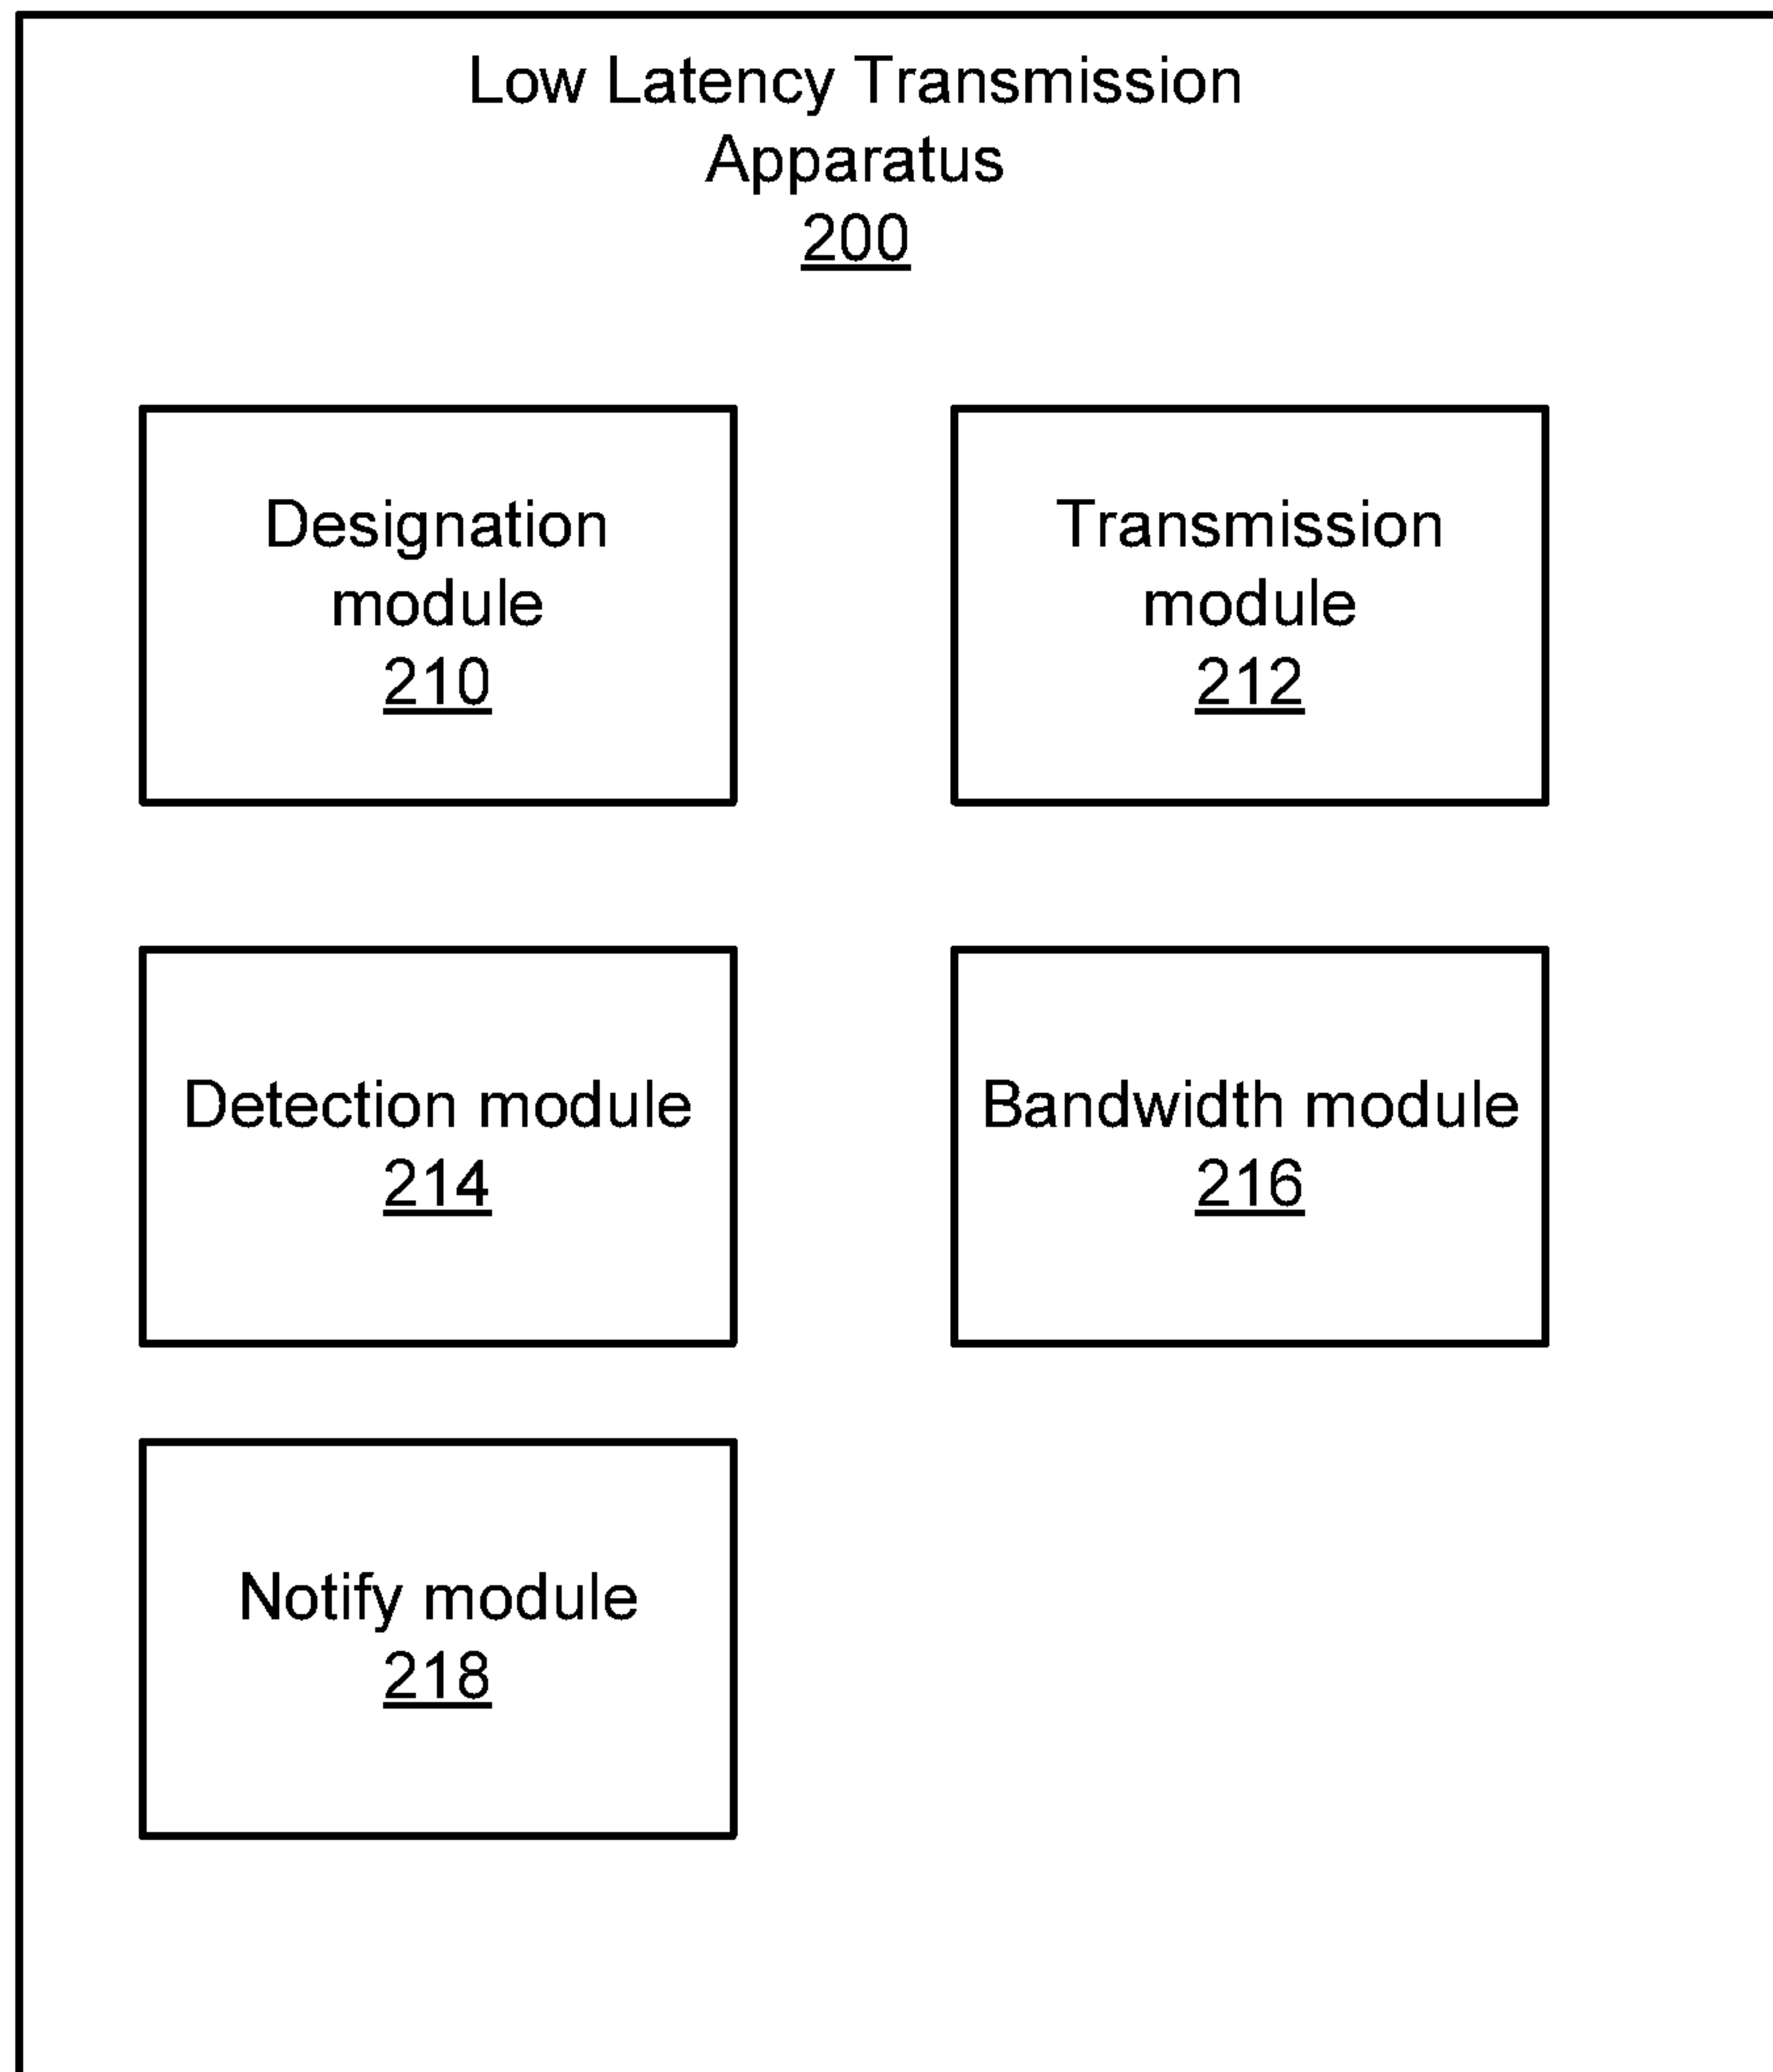 Low Latency Transmission
Apparatus
200
Designation
module
210
Transmission
module
212
Detection module
214
Bandwidth module
216
Notify module
218